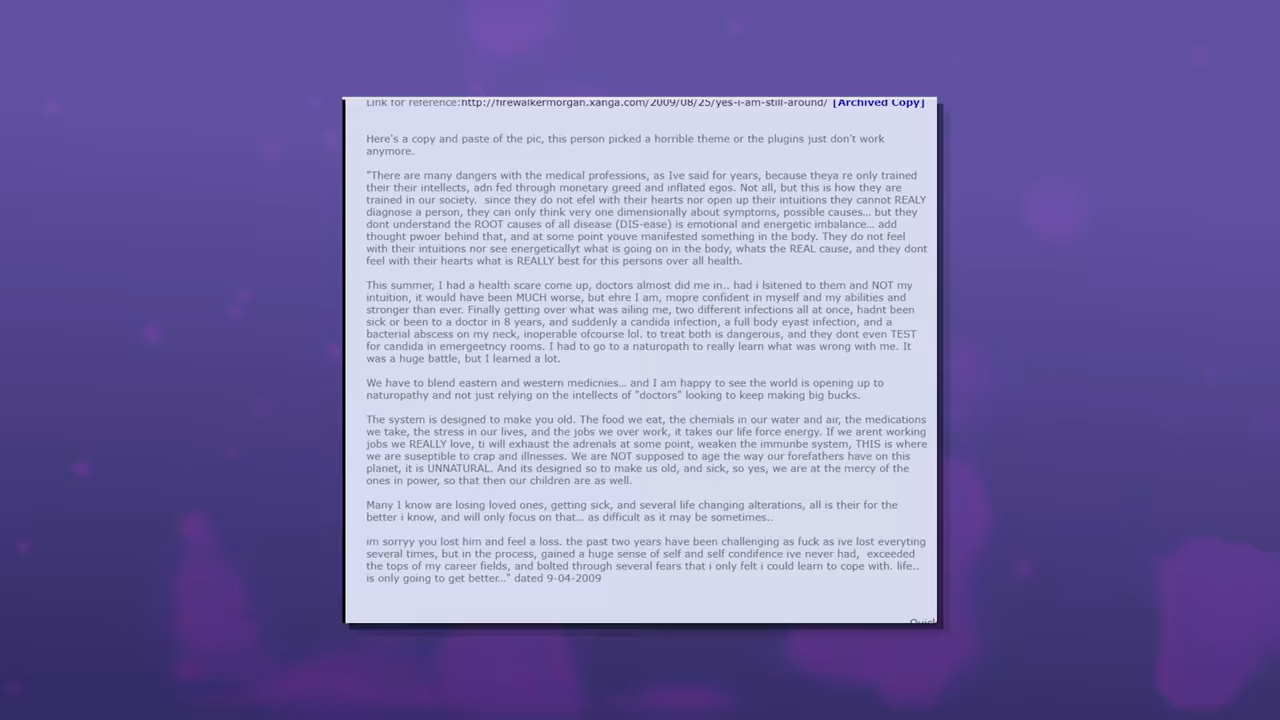 Link for reference:http://firewalkermorgan.xanga.com/2009/08/25/yes-i-am-still-around/ [Archived Copy]
Here's a copy and paste of the pic, this person picked a horrible theme or the plugins just don't work
anymore.
"There are many dangers with the medical professions, as Ive said for years, because theya re only trained
their their intellects, adn fed through monetary greed and inflated egos. Not all, but this is how they are
trained in our society.  since they do not efel with their hearts nor open up their intuitions they cannot REALY
diagnose a person, they can only think very one dimensionally about symptoms, possible causes... but they
dont understand the ROOT causes of all disease (DIS-ease) is emotional and energetic imbalance... add
thought pwoer behind that, and at some point youve manifested something in the body. They do not feel
with their intuitions nor see energeticallyt what is going on in the body, whats the REAL cause, and they dont
feel with their hearts what is REALLY best for this persons over all health.
This summer, I had a health scare come up, doctors almost did me in.. had i lsitened to them and NOT my
intuition, it would have been MUCH worse, but ehre I am, mopre confident in myself and my abilities and
stronger than ever. Finally getting over what was ailing me, two different infections all at once, hadnt been
sick or been to a doctor in 8 years, and suddenly a candida infection, a full body eyast infection, and a
bacterial abscess on my neck, inoperable ofcourse lol. to treat both is dangerous, and they dont even TEST
for candida in emergeetncy rooms. I had to go to a naturopath to really learn what was wrong with me. It
was a huge battle, but I learned a lot.
We have to blend eastern and western medicnies... and I am happy to see the world is opening up to
naturopathy and not just relying on the intellects of "doctors" looking to keep making big bucks.
The system is designed to make you old. The food we eat, the chemials in our water and air, the medications
we take, the stress in our lives, and the jobs we over work, it takes our life force energy. If we arent working
jobs we REALLY love, ti will exhaust the adrenals at some point, weaken the immunbe system, THIS is where
we are suseptible to crap and illnesses. We are NOT supposed to age the way our forefathers have on this
planet, it is UNNATURAL. And its designed so to make us old, and sick, so yes, we are at the mercy of the
ones in power, so that then our children are as well.
Many I know are losing loved ones, getting sick, and several life changing alterations, all is their for the
better i know, and will only focus on that... as difficult as it may be sometimes..
im sorryy you lost him and feel a loss. the past two years have been challenging as fuck as ive lost everyting
several times, but in the process, gained a huge sense of self and self condifence ive never had,  exceeded
the tops of my career fields, and bolted through several fears that i only felt i could learn to cope with. life..
is only going to get better..." dated 9-04-2009